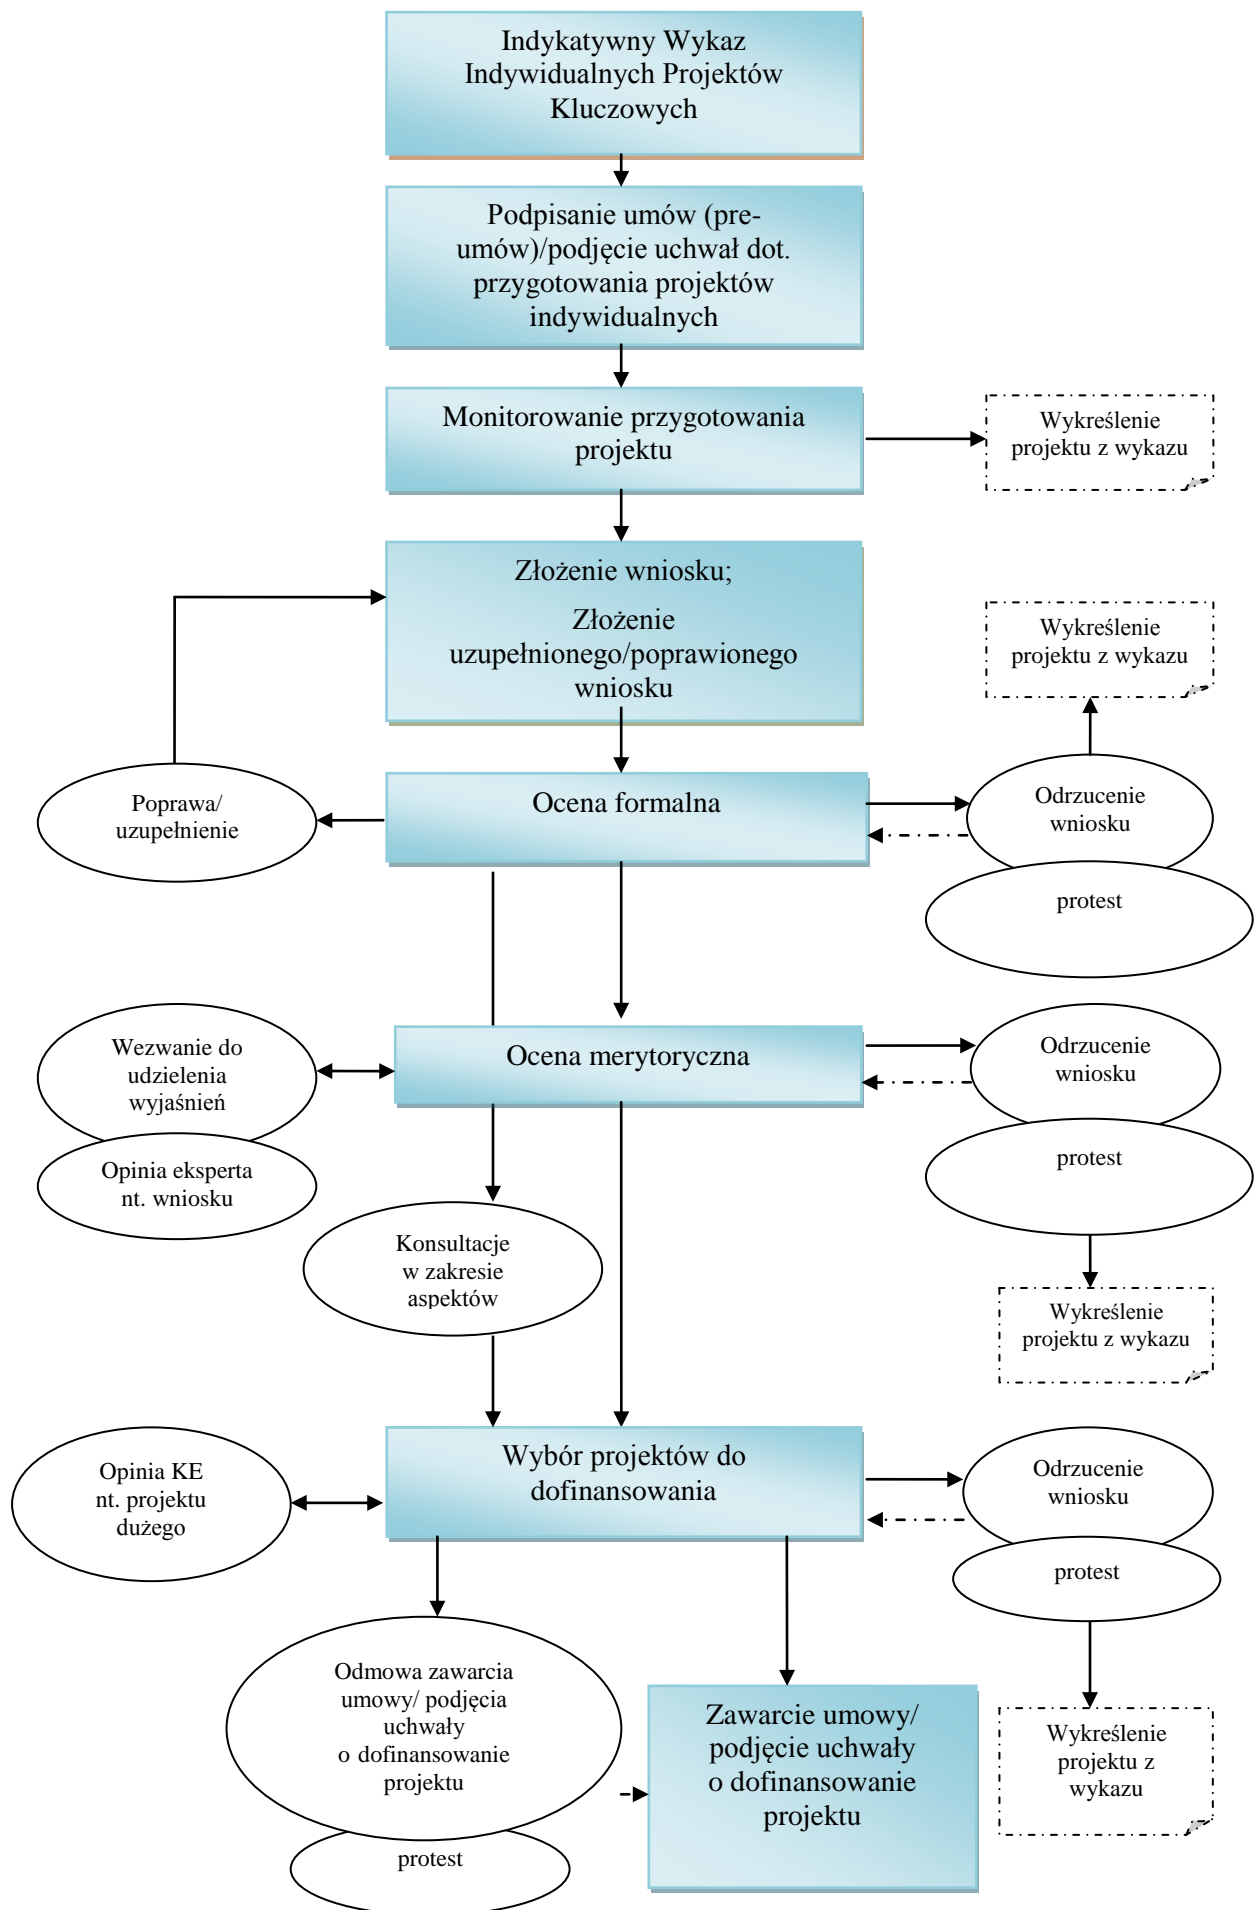 Indykatywny Wykaz
Indywidualnych Projektów
Kluczowych
Podpisanie umów (pre-
umów)/podjęcie uchwał dot.
przygotowania projektów
indywidualnych
Monitorowanie przygotowania
projektu
Wykreślenie
projektu z wykazu
Złożenie wniosku;
Złożenie
uzupełnionego/poprawionego
wniosku
Wykreślenie
projektu z wykazu
Poprawa/
uzupełnienie
Ocena formalna
Odrzucenie
wniosku
protest
Wezwanie do
udzielenia
wyjaśnień
Opinia eksperta
nt. wniosku
Ocena merytoryczna
Odrzucenie
wniosku
protest
Konsultacje
w zakresie
aspektów
Wykreślenie
projektu z wykazu
Opinia KE
nt. projektu
dużego
Wybór projektów do
dofinansowania
Odrzucenie
wniosku
protest
Odmowa zawarcia
umowy/ podjęcia
uchwały
o dofinansowanie
projektu
protest
Zawarcie umowy/
podjęcie uchwały
o dofinansowanie
projektu
Wykreślenie
projektu z
wykazu